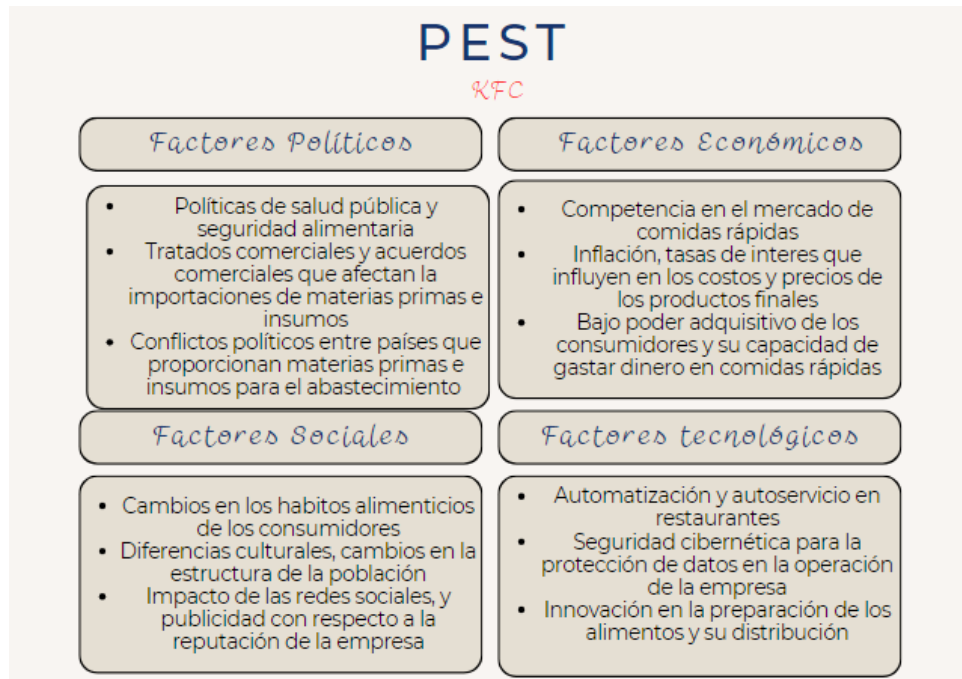 PEST
KFC
Factores Políticos
• Políticas de salud pública y
seguridad alimentaria
• Tratados comerciales y acuerdos
comerciales que afectan la
importaciones de materias primas e
insumos
• Conflictos políticos entre países que
proporcionan materias primas e
insumos para el abastecimiento
Factores Económicos
• Competencia en el mercado de
comidas rápidas
• Inflación, tasas de interes que
influyen en los costos y precios de
los productos finales
• Bajo poder adquisitivo de los
consumidores y su capacidad de
gastar dinero en comidas rápidas
Factores Sociales
• Cambios en los habitos alimenticios
de los consumidores
• Diferencias culturales, cambios en la
estructura de la población
• Impacto de las redes sociales, y
publicidad con respecto a la
reputación de la empresa
Factores tecnológicos
• Automatización y autoservicio en
restaurantes
• Seguridad cibernética para la
protección de datos en la operación
de la empresa
• Innovación en la preparación de los
alimentos y su distribución